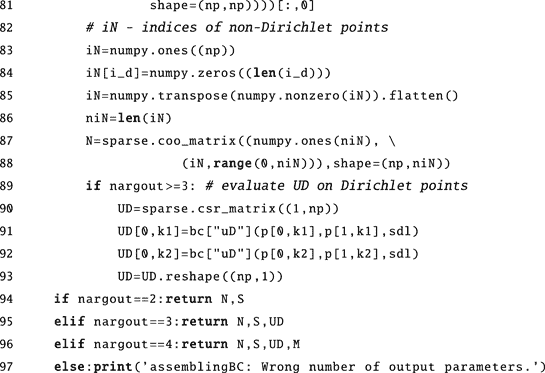 81 shape=(np,np))))[:,0]
82 # iN - indices of non-Dirichlet points
83 iN=numpy.ones((np))
84 iN[i_d]=numpy.zeros((len(i_d)))
85 iN=numpy.transpose(numpy.nonzero(iN)).flatten()
86 niN=len(iN)
87 N=sparse.coo_matrix((numpy.ones(niN), \
88 (iN,range(0,niN))),shape=(np,niN))
89 if nargout>=3: # evaluate UD on Dirichlet points
90 UD=sparse.csr_matrix((1,np))
91 UD[0,k1]=bc["uD"](p[0,k1],p[1,k1],sdl)
92 UD[0,k2]=bc["uD"](p[0,k2],p[1,k2],sdl)
93 UD=UD.reshape((np,1))
94 if nargout==2:return N,S
95 elif nargout==3:return N,S,UD
96 elif nargout==4:return N,S,UD,M
97 else:print('assemblingBC: Wrong number of output parameters.')